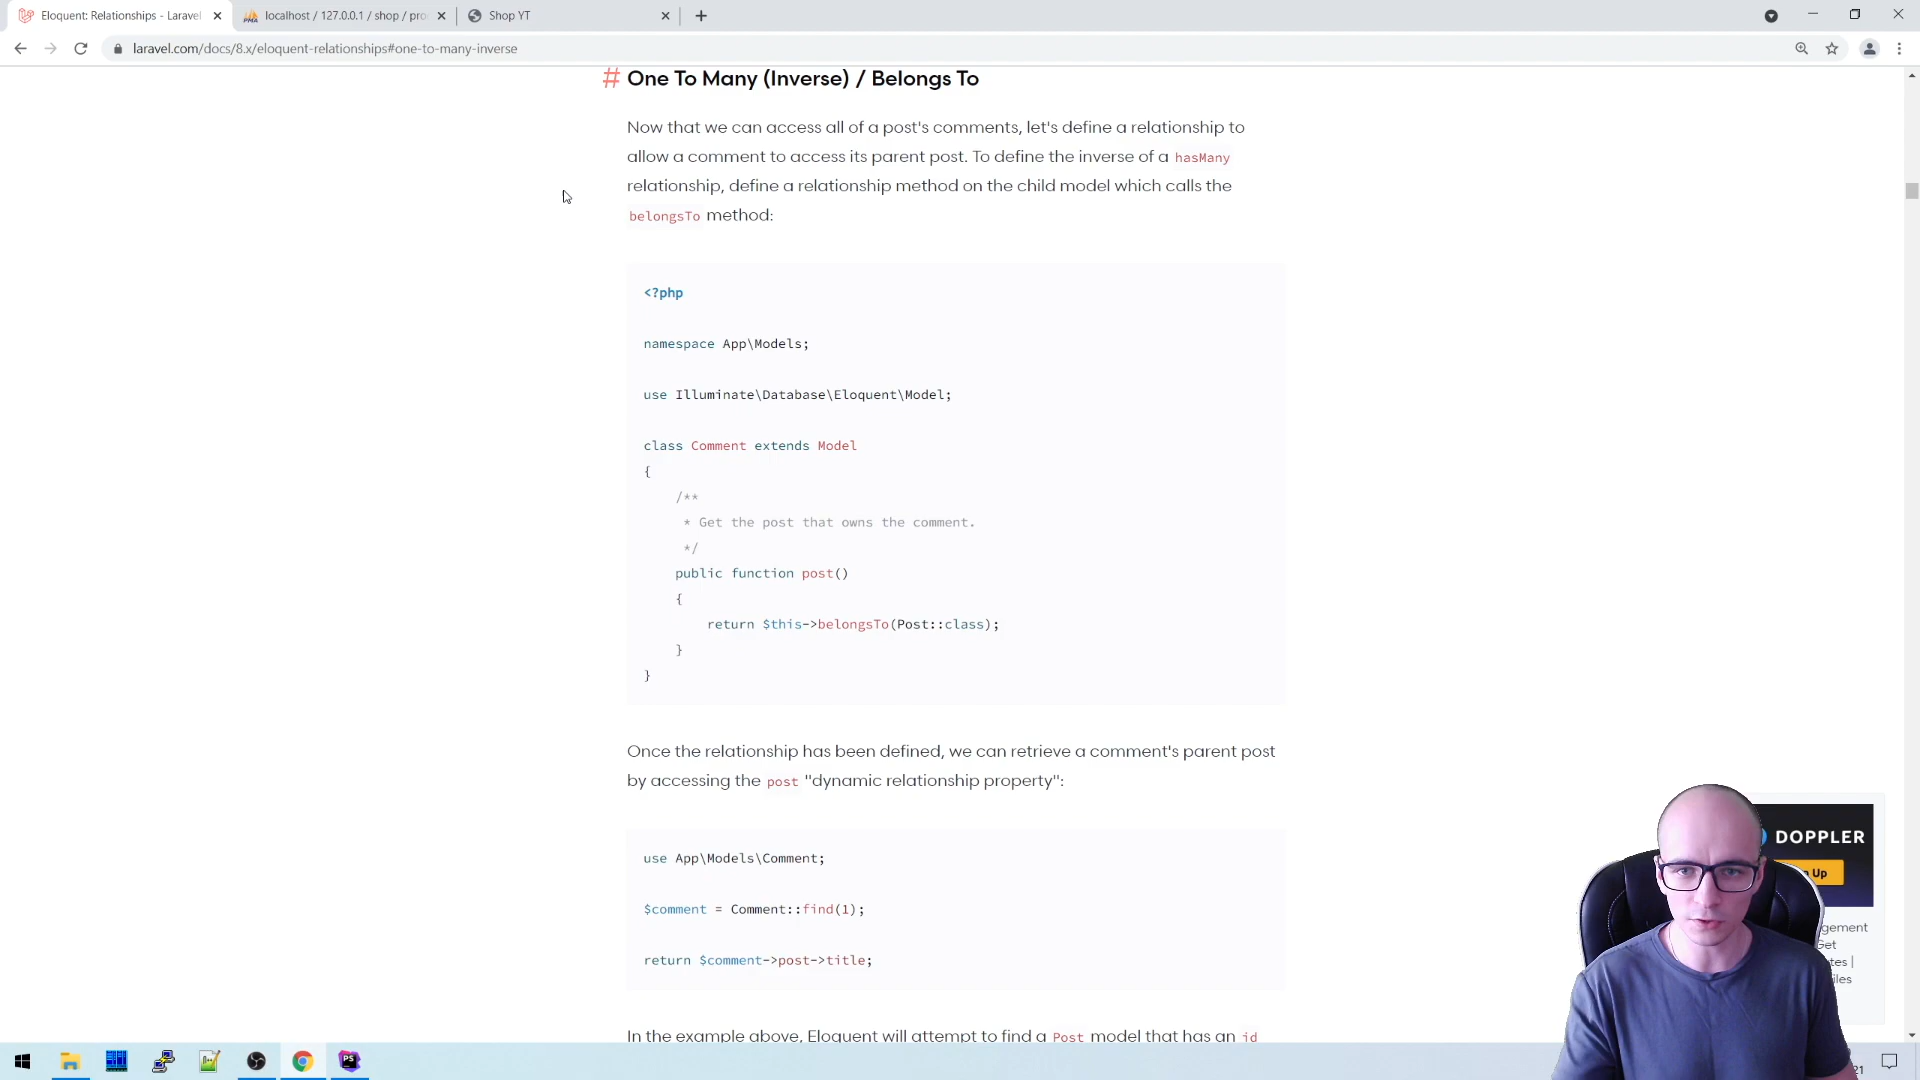 Eloquent: Relationships - Laravel
localhost / 127.0.0.1 / shop / pro
Shop YT
laravel.com/docs/8.x/eloquent-relationships#one-to-many-inverse
# One To Many (Inverse) / Belongs To
Now that we can access all of a post's comments, let's define a relationship to
allow a comment to access its parent post. To define the inverse of a hasMany
relationship, define a relationship method on the child model which calls the
belongsTo method:
<?php
namespace App\Models;
use Illuminate\Database\Eloquent\Model;
class Comment extends Model
{
/**
* Get the post that owns the comment.
*/
public function post()
{
return $this->belongsTo(Post::class);
}
}
Once the relationship has been defined, we can retrieve a comment's parent post
by accessing the post "dynamic relationship property":
use App\Models\Comment;
$comment = Comment::find(1);
return $comment->post->title;
In the example above, Eloquent will attempt to find a Post model that has an id
DOPPLER
Up
gement
Get
tes |
iles
PS
21